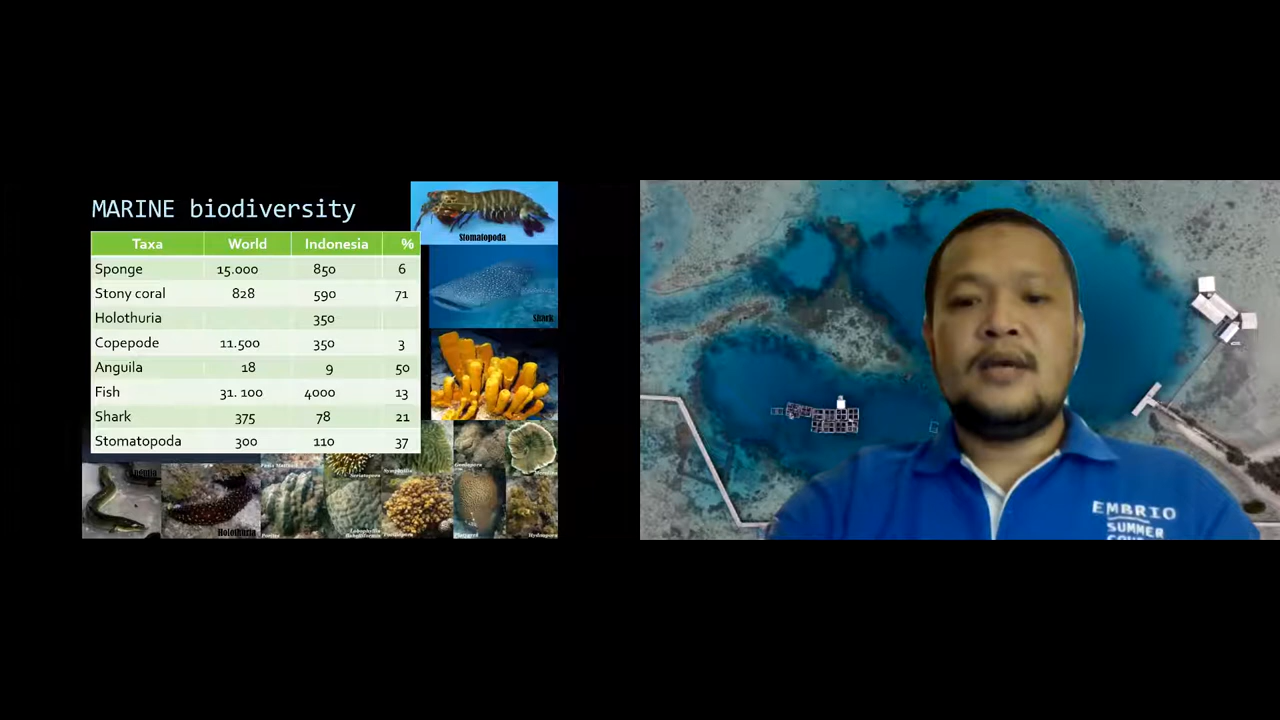 MARINE biodiversity
Taxa World Indonesia %
Sponge 15.000 850 6
Stony coral 828 590 71
Holothuria 350
Copepode 11.500 350 3
Anguila 18 9 50
Fish 31. 100 4000 13
Shark 375 78 21
Stomatopoda 300 110 37
Stomatopoda
Shark
Holothuria
EMBRIO
SUMMER